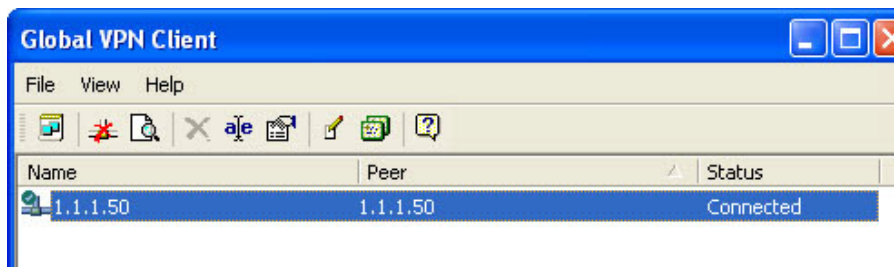 Global VPN Client
File View Help
Name Peer Status
1.1.1.50 1.1.1.50 Connected